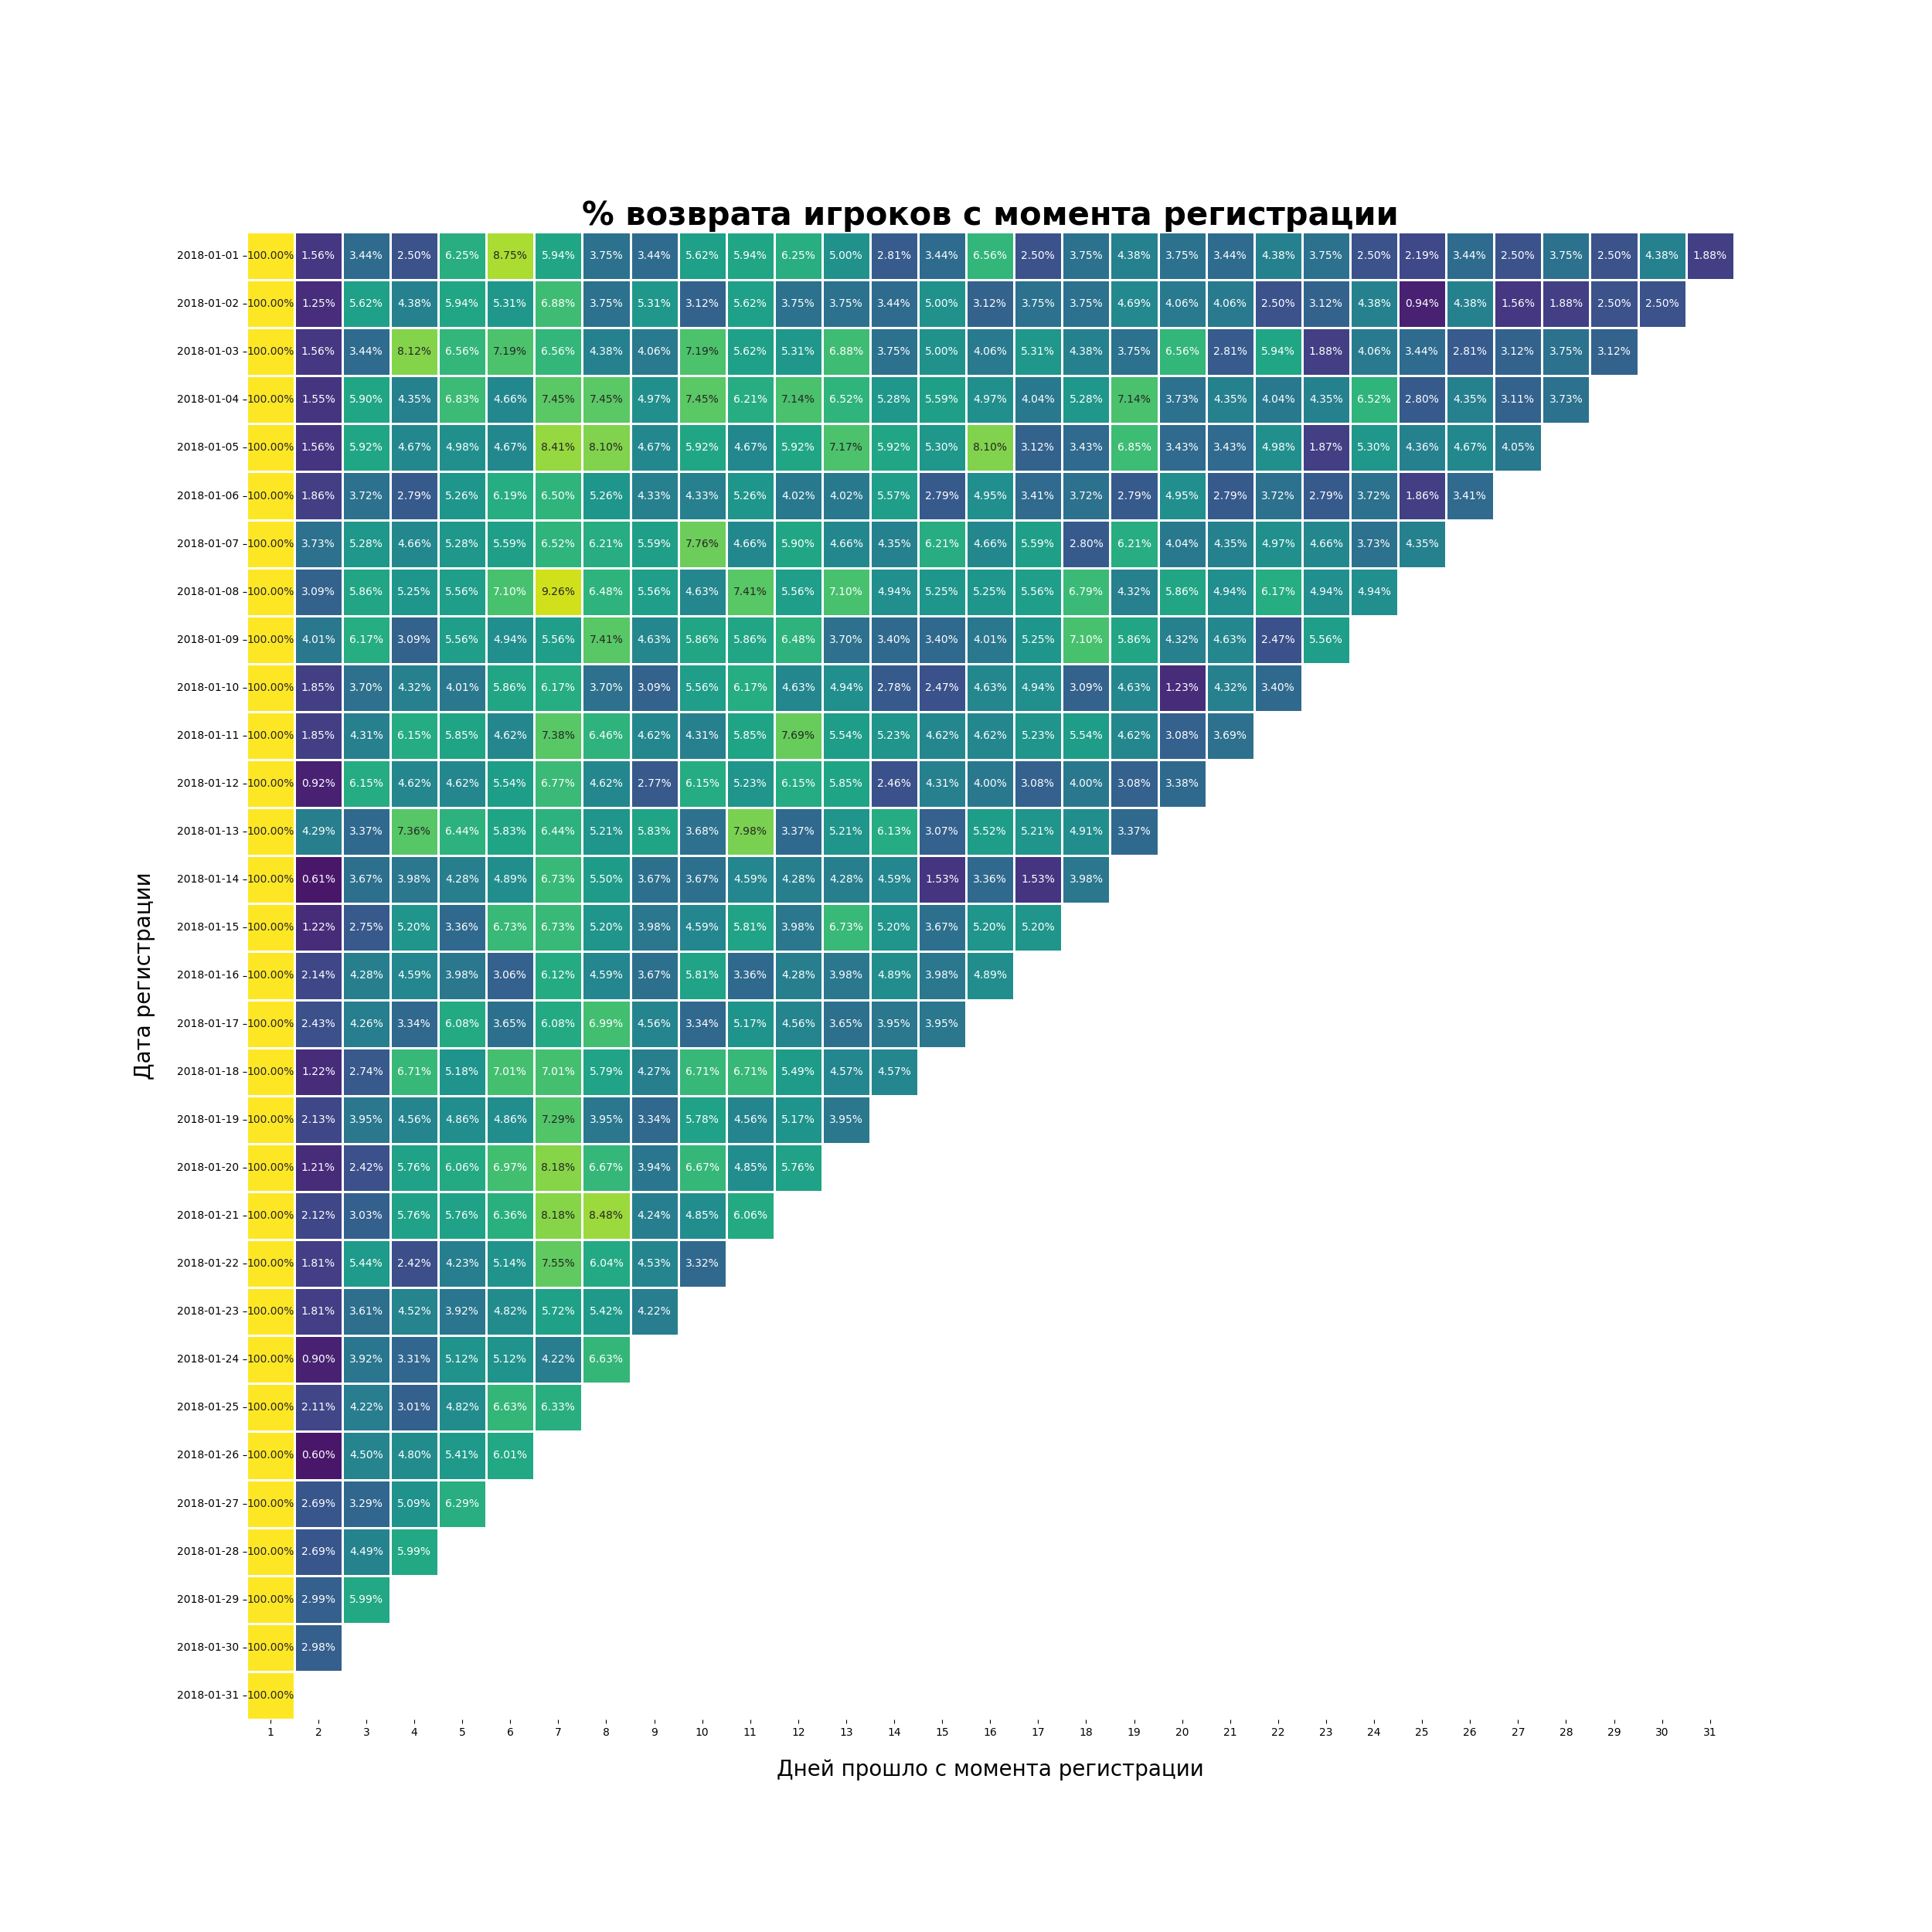 % возврата игроков с момента регистрации
2018-01-01 100.00% 1.56% 3.44% 2.50% 6.25% 8.75% 5.94% 3.75% 3.44% 5.62% 5.94% 6.25% 5.00% 2.81% 3.44% 6.56% 2.50% 3.75% 4.38% 3.75% 3.44% 4.38% 3.75% 2.50% 2.19% 3.44% 2.50% 3.75% 2.50% 4.38% 1.88%
2018-01-02 100.00% 1.25% 5.62% 4.38% 5.94% 5.31% 6.88% 3.75% 5.31% 3.12% 5.62% 3.75% 3.75% 3.44% 5.00% 3.12% 3.75% 3.75% 4.69% 4.06% 4.06% 2.50% 3.12% 4.38% 0.94% 4.38% 1.56% 1.88% 2.50% 2.50%
2018-01-03 100.00% 1.56% 3.44% 8.12% 6.56% 7.19% 6.56% 4.38% 4.06% 7.19% 5.62% 5.31% 6.88% 3.75% 5.00% 4.06% 5.31% 4.38% 3.75% 6.56% 2.81% 5.94% 1.88% 4.06% 3.44% 2.81% 3.12% 3.75% 3.12%
2018-01-04 100.00% 1.55% 5.90% 4.35% 6.83% 4.66% 7.45% 7.45% 4.97% 7.45% 6.21% 7.14% 6.52% 5.28% 5.59% 4.97% 4.04% 5.28% 7.14% 3.73% 4.35% 4.04% 4.35% 6.52% 2.80% 4.35% 3.11% 3.73%
2018-01-05 100.00% 1.56% 5.92% 4.67% 4.98% 4.67% 8.41% 8.10% 4.67% 5.92% 4.67% 5.92% 7.17% 5.92% 5.30% 8.10% 3.12% 3.43% 6.85% 3.43% 3.43% 4.98% 1.87% 5.30% 4.36% 4.67% 4.05%
2018-01-06 100.00% 1.86% 3.72% 2.79% 5.26% 6.19% 6.50% 5.26% 4.33% 4.33% 5.26% 4.02% 4.02% 5.57% 2.79% 4.95% 3.41% 3.72% 2.79% 4.95% 2.79% 3.72% 2.79% 3.72% 1.86% 3.41%
2018-01-07 100.00% 3.73% 5.28% 4.66% 5.28% 5.59% 6.52% 6.21% 5.59% 7.76% 4.66% 5.90% 4.66% 4.35% 6.21% 4.66% 5.59% 2.80% 6.21% 4.04% 4.35% 4.97% 4.66% 3.73% 4.35%
2018-01-08 100.00% 3.09% 5.86% 5.25% 5.56% 7.10% 9.26% 6.48% 5.56% 4.63% 7.41% 5.56% 7.10% 4.94% 5.25% 5.25% 5.56% 6.79% 4.32% 5.86% 4.94% 6.17% 4.94% 4.94%
2018-01-09 100.00% 4.01% 6.17% 3.09% 5.56% 4.94% 5.56% 7.41% 4.63% 5.86% 5.86% 6.48% 3.70% 3.40% 3.40% 4.01% 5.25% 7.10% 5.86% 4.32% 4.63% 2.47% 5.56%
2018-01-10 100.00% 1.85% 3.70% 4.32% 4.01% 5.86% 6.17% 3.70% 3.09% 5.56% 6.17% 4.63% 4.94% 2.78% 2.47% 4.63% 4.94% 3.09% 4.63% 1.23% 4.32% 3.40%
2018-01-11 100.00% 1.85% 4.31% 6.15% 5.85% 4.62% 7.38% 6.46% 4.62% 4.31% 5.85% 7.69% 5.54% 5.23% 4.62% 4.62% 5.23% 5.54% 4.62% 3.08% 3.69%
2018-01-12 100.00% 0.92% 6.15% 4.62% 4.62% 5.54% 6.77% 4.62% 2.77% 6.15% 5.23% 6.15% 5.85% 2.46% 4.31% 4.00% 3.08% 4.00% 3.08% 3.38%
2018-01-13 100.00% 4.29% 3.37% 7.36% 6.44% 5.83% 6.44% 5.21% 5.83% 3.68% 7.98% 3.37% 5.21% 6.13% 3.07% 5.52% 5.21% 4.91% 3.37%
2018-01-14 100.00% 0.61% 3.67% 3.98% 4.28% 4.89% 6.73% 5.50% 3.67% 3.67% 4.59% 4.28% 4.28% 4.59% 1.53% 3.36% 1.53% 3.98%
2018-01-15 100.00% 1.22% 2.75% 5.20% 3.36% 6.73% 6.73% 5.20% 3.98% 4.59% 5.81% 3.98% 6.73% 5.20% 3.67% 5.20% 5.20%
2018-01-16 100.00% 2.14% 4.28% 4.59% 3.98% 3.06% 6.12% 4.59% 3.67% 5.81% 3.36% 4.28% 3.98% 4.89% 3.98% 4.89%
2018-01-17 100.00% 2.43% 4.26% 3.34% 6.08% 3.65% 6.08% 6.99% 4.56% 3.34% 5.17% 4.56% 3.65% 3.95% 3.95%
2018-01-18 100.00% 1.22% 2.74% 6.71% 5.18% 7.01% 7.01% 5.79% 4.27% 6.71% 6.71% 5.49% 4.57% 4.57%
2018-01-19 100.00% 2.13% 3.95% 4.56% 4.86% 4.86% 7.29% 3.95% 3.34% 5.78% 4.56% 5.17% 3.95%
2018-01-20 100.00% 1.21% 2.42% 5.76% 6.06% 6.97% 8.18% 6.67% 3.94% 6.67% 4.85% 5.76%
2018-01-21 100.00% 2.12% 3.03% 5.76% 5.76% 6.36% 8.18% 8.48% 4.24% 4.85% 6.06%
2018-01-22 100.00% 1.81% 5.44% 2.42% 4.23% 5.14% 7.55% 6.04% 4.53% 3.32%
2018-01-23 100.00% 1.81% 3.61% 4.52% 3.92% 4.82% 5.72% 5.42% 4.22%
2018-01-24 100.00% 0.90% 3.92% 3.31% 5.12% 5.12% 4.22% 6.63%
2018-01-25 100.00% 2.11% 4.22% 3.01% 4.82% 6.63% 6.33%
2018-01-26 100.00% 0.60% 4.50% 4.80% 5.41% 6.01%
2018-01-27 100.00% 2.69% 3.29% 5.09% 6.29%
2018-01-28 100.00% 2.69% 4.49% 5.99%
2018-01-29 100.00% 2.99% 5.99%
2018-01-30 100.00% 2.98%
2018-01-31 100.00%
1 2 3 4 5 6 7 8 9 10 11 12 13 14 15 16 17 18 19 20 21 22 23 24 25 26 27 28 29 30 31
Дата регистрации
Дней прошло с момента регистрации